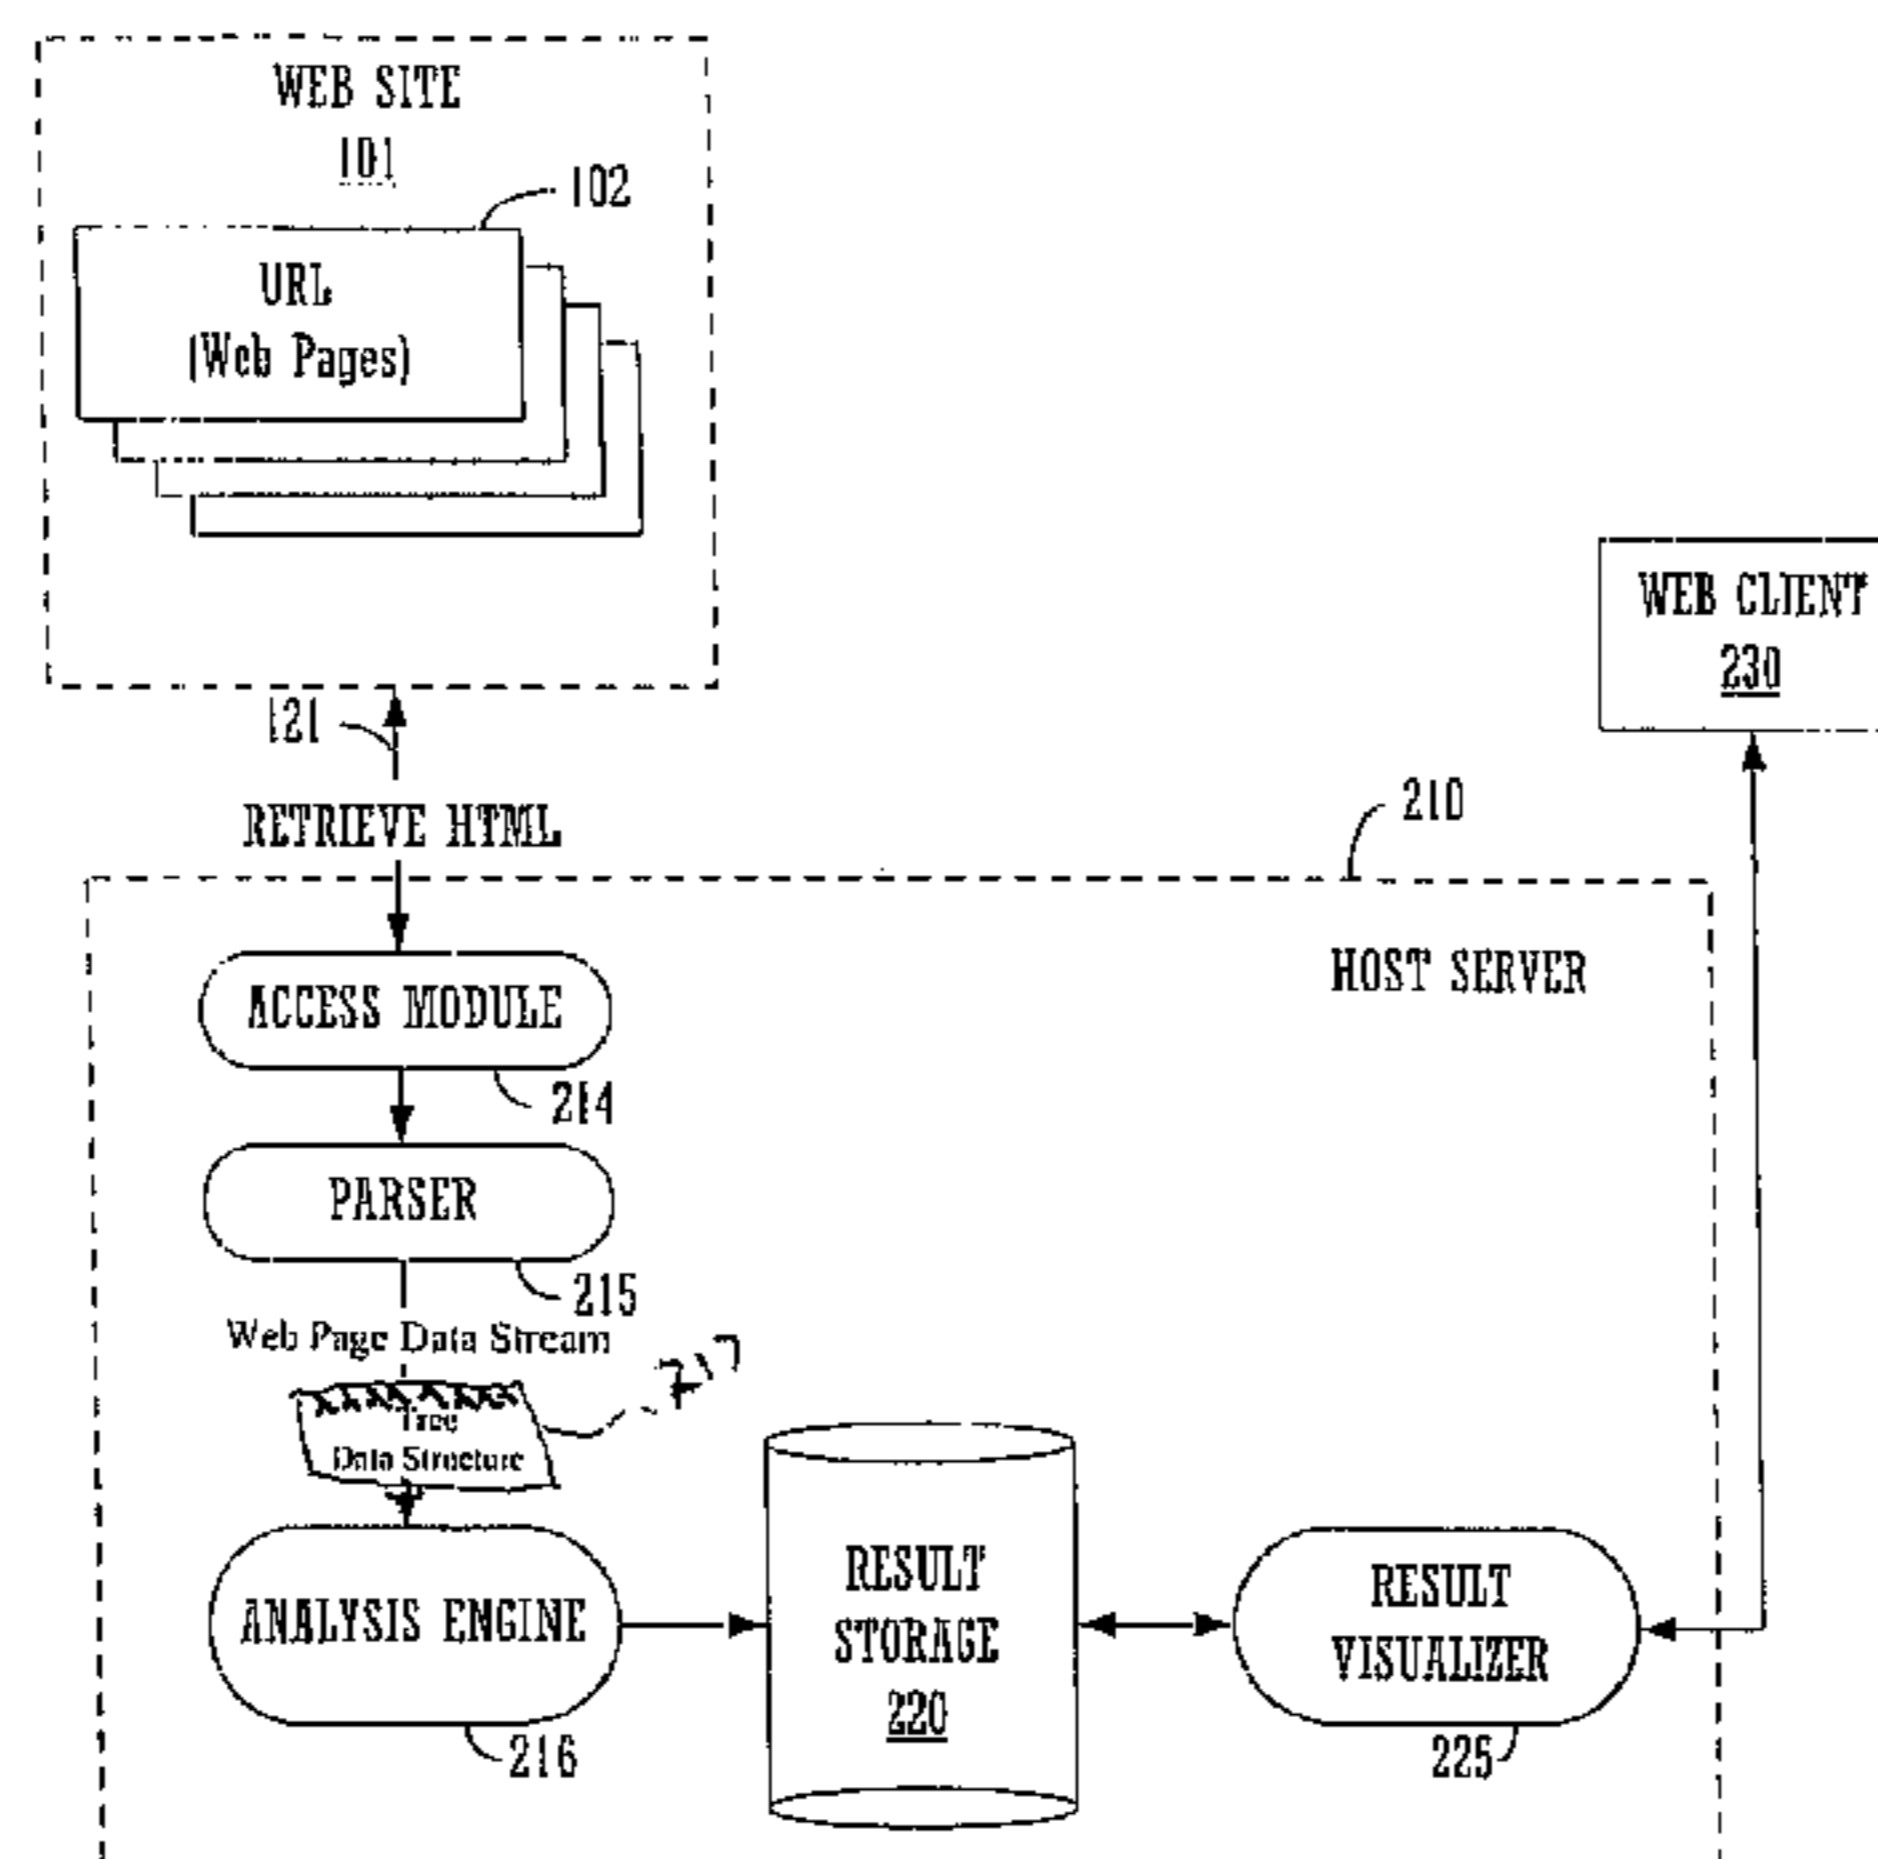 WEB SITE
101
102
URL
(Web Pages)
WEB CLIENT
230
121
RETRIEVE HTML
210
HOST SERVER
ACCESS MODULE
214
PARSER
215
Web Page Data Stream
217
Tree
Data Structure
ANALYSIS ENGINE
216
RESULT
STORAGE
220
RESULT
VISUALIZER
225